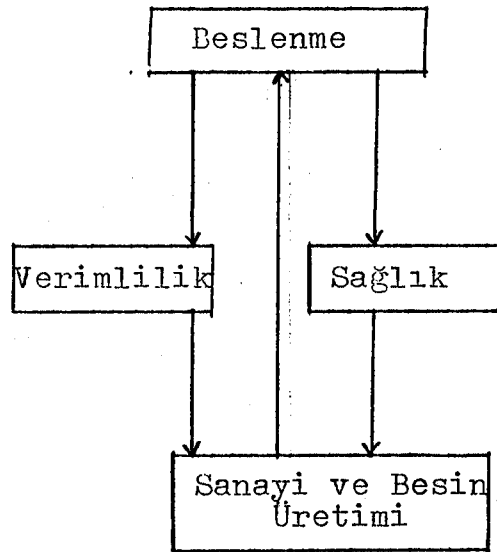 Beslenme
Verimlilik
Sağlık
Sanayi ve Besin
Üretimi